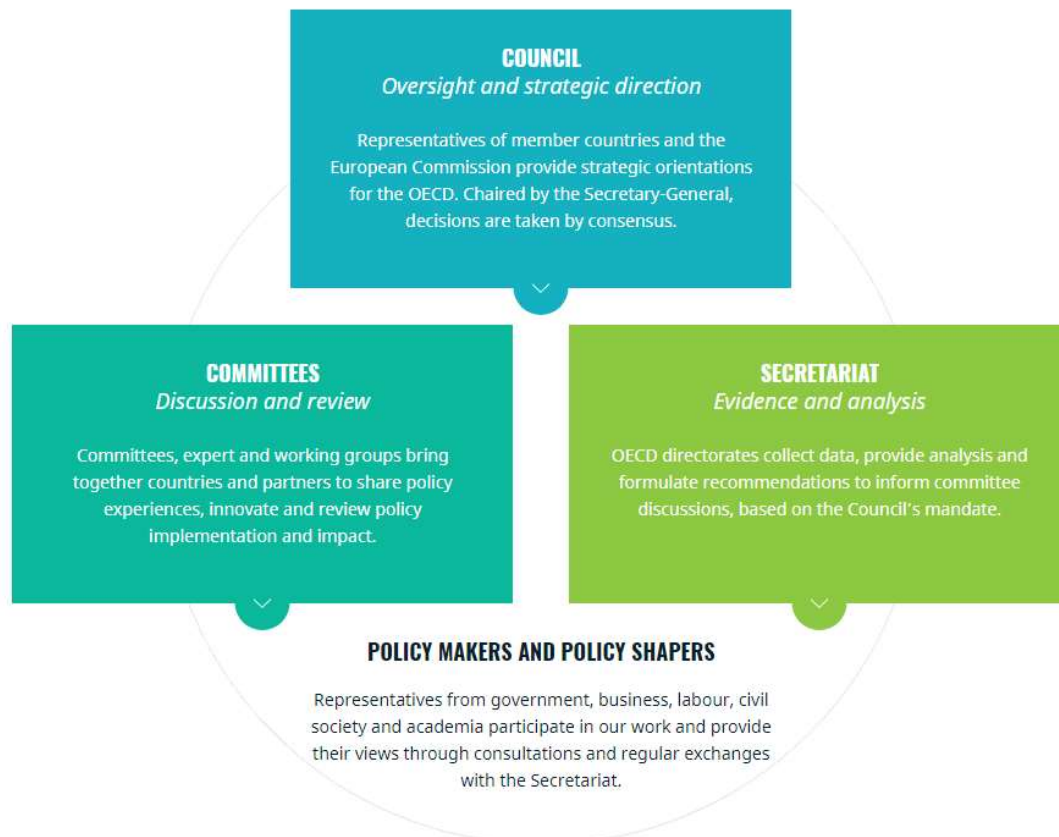 COUNCIL
Oversight and strategic direction
Representatives of member countries and the
European Commission provide strategic orientations
for the OECD. Chaired by the Secretary-General,
decisions are taken by consensus.
COMMITTEES
Discussion and review
Committees, expert and working groups bring
together countries and partners to share policy
experiences, innovate and review policy
implementation and impact.
SECRETARIAT
Evidence and analysis
OECD directorates collect data, provide analysis and
formulate recommendations to inform committee
discussions, based on the Council's mandate.
POLICY MAKERS AND POLICY SHAPERS
Representatives from government, business, labour, civil
society and academia participate in our work and provide
their views through consultations and regular exchanges
with the Secretariat.